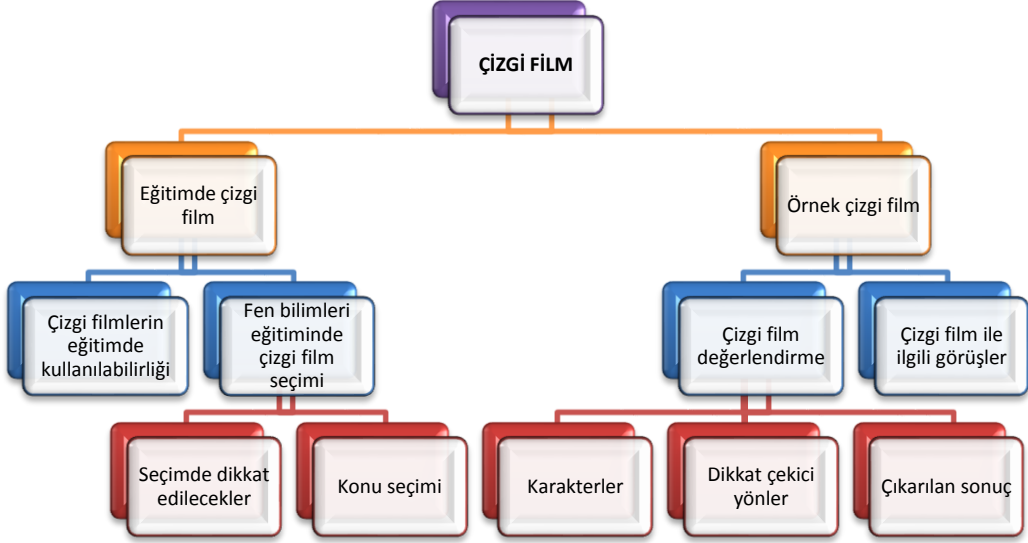 ÇİZGİ FİLM
Eğitimde çizgi
film
Örnek çizgi film
Çizgi filmlerin
eğitimde
kullanılabilirliği
Fen bilimleri
eğitiminde
çizgi film
seçimi
Çizgi film
değerlendirme
Çizgi film ile
ilgili görüşler
Seçimde dikkat
edilecekler
Konu seçimi
Karakterler
Dikkat çekici
yönler
Çıkarılan sonuç